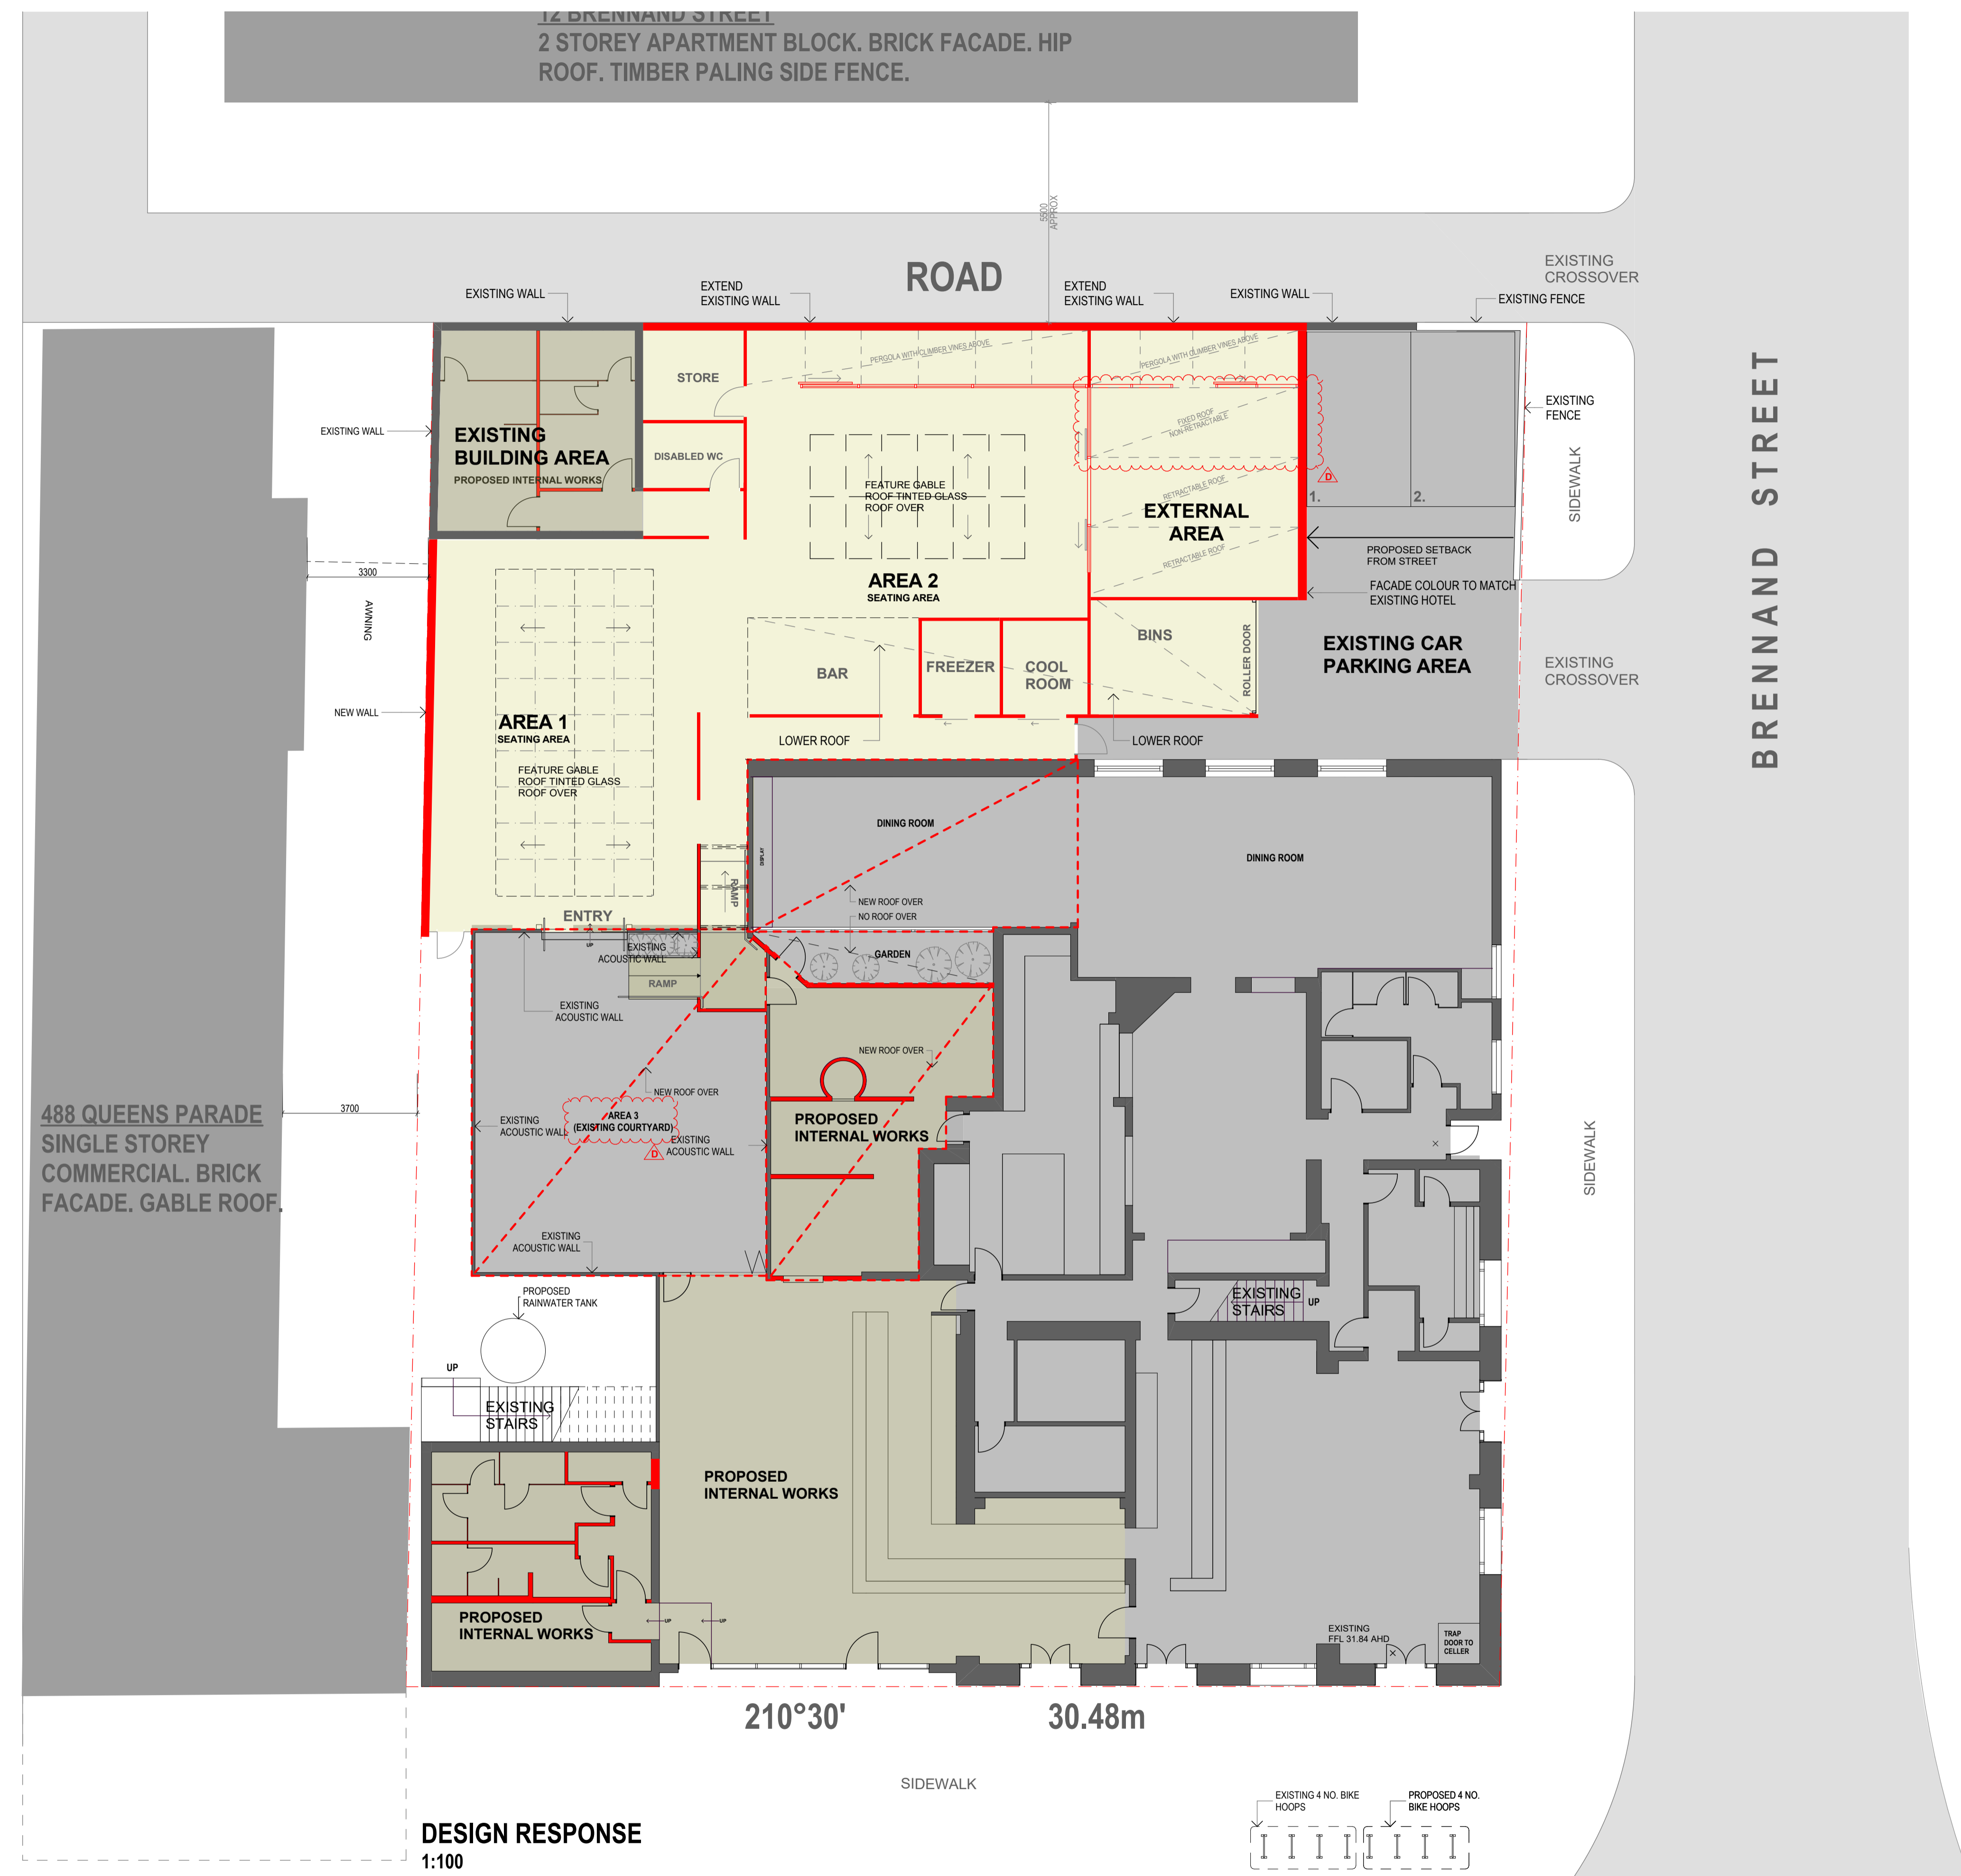 12 BRENNAND STREET
2 STOREY APARTMENT BLOCK. BRICK FACADE. HIP
ROOF. TIMBER PALING SIDE FENCE.
5500
APPROX
ROAD
EXISTING
CROSSOVER
EXISTING WALL
EXTEND
EXISTING WALL
EXTEND
EXISTING WALL
EXISTING WALL
EXISTING FENCE
PERGOLA WITH CLIMBER VINES ABOVE
PERGOLA WITH CLIMBER VINES ABOVE
STORE
BRENNAND STREET
EXISTING
FENCE
FIXED ROOF
NON-RETRACTABLE
EXISTING WALL
EXISTING
BUILDING AREA
PROPOSED INTERNAL WORKS
DISABLED WC
FEATURE GABLE
ROOF TINTED GLASS
ROOF OVER
D
RETRACTABLE ROOF
1.
2.
SIDEWALK
EXTERNAL
AREA
RETRACTABLE ROOF
PROPOSED SETBACK
FROM STREET
3300
AREA 2
SEATING AREA
FACADE COLOUR TO MATCH
EXISTING HOTEL
AWNING
BINS
ROLLER DOOR
EXISTING CAR
PARKING AREA
EXISTING
CROSSOVER
BAR
FREEZER
COOL
ROOM
NEW WALL
AREA 1
SEATING AREA
LOWER ROOF
LOWER ROOF
FEATURE GABLE
ROOF TINTED GLASS
ROOF OVER
DINING ROOM
DISPLAY
DINING ROOM
RAMP
NEW ROOF OVER
NO ROOF OVER
ENTRY
UP
EXISTING
ACOUSTIC WALL
GARDEN
RAMP
EXISTING
ACOUSTIC WALL
NEW ROOF OVER
NEW ROOF OVER
488 QUEENS PARADE
SINGLE STOREY
COMMERCIAL. BRICK
FACADE. GABLE ROOF.
3700
AREA 3
(EXISTING COURTYARD)
D
EXISTING
ACOUSTIC WALL
EXISTING
ACOUSTIC WALL
PROPOSED
INTERNAL WORKS
SIDEWALK
EXISTING
ACOUSTIC WALL
PROPOSED
RAINWATER TANK
EXISTING
STAIRS
UP
UP
EXISTING
STAIRS
PROPOSED
INTERNAL WORKS
PROPOSED
INTERNAL WORKS
UP
UP
EXISTING
FFL 31.84 AHD
TRAP
DOOR TO
CELLER
210°30'
30.48m
SIDEWALK
EXISTING 4 NO. BIKE
HOOPS
PROPOSED 4 NO.
BIKE HOOPS
DESIGN RESPONSE
1:100